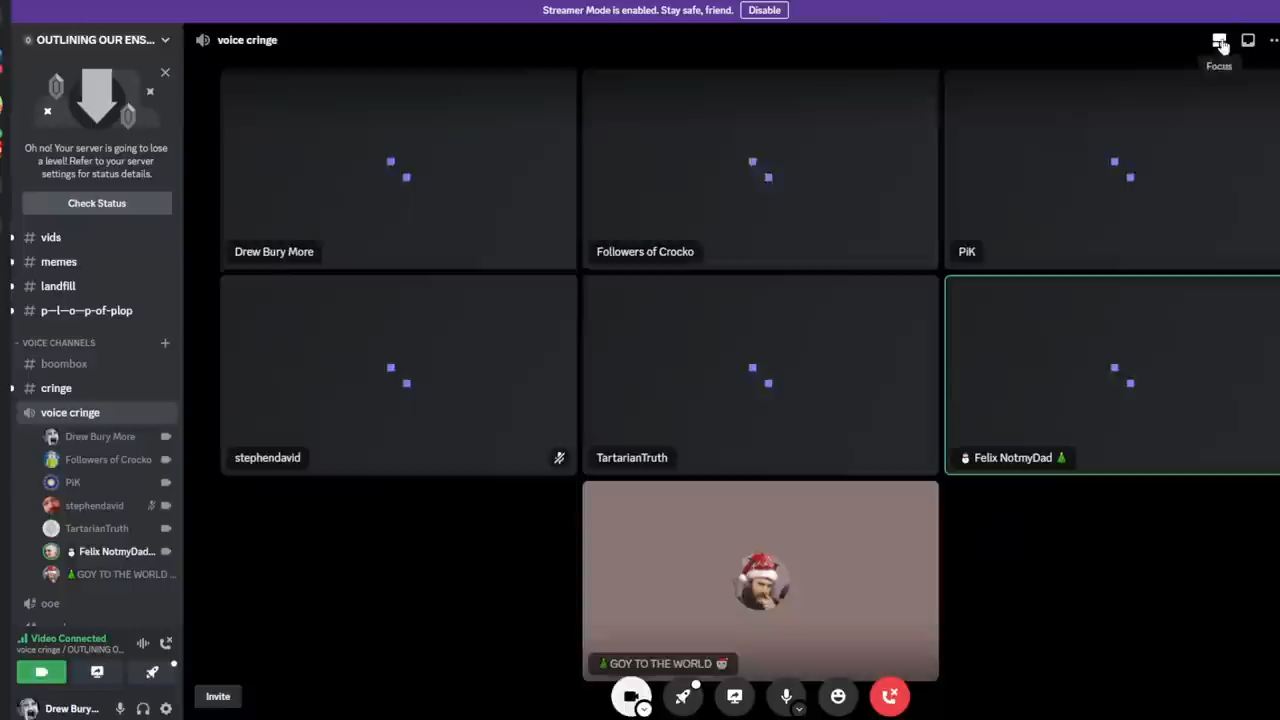 Streamer Mode is enabled. Stay safe, friend. Disable
OUTLINING OUR ENS...
voice cringe
Focus
Oh no! Your server is going to lose
a level! Refer to your server
settings for status details.
Check Status
# vids
# memes
# landfill
# p—l—o—p-of-plop
VOICE CHANNELS
# boombox
# cringe
voice cringe
Drew Bury More
Followers of Crocko
PiK
stephendavid
TartarianTruth
Felix NotmyDad...
GOY TO THE WORLD ...
ooe
Video Connected
voice cringe / OUTLINING O...
Drew Bury...
Drew Bury More
Followers of Crocko
PiK
stephendavid
TartarianTruth
Felix NotmyDad
GOY TO THE WORLD
Invite